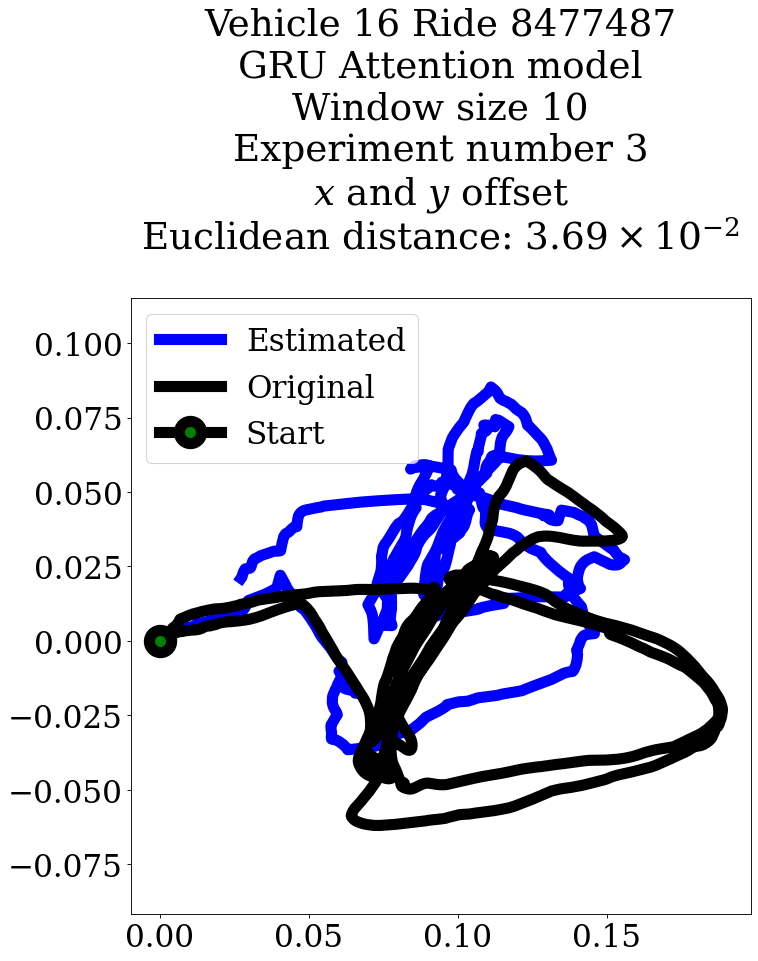 Vehicle 16 Ride 8477487
GRU Attention model
Window size 10
Experiment number 3
x and y offset
Euclidean distance: 3.69 × 10⁻²
Estimated
Original
Start
0.100
0.075
0.050
0.025
0.000
−0.025
−0.050
−0.075
0.00 0.05 0.10 0.15